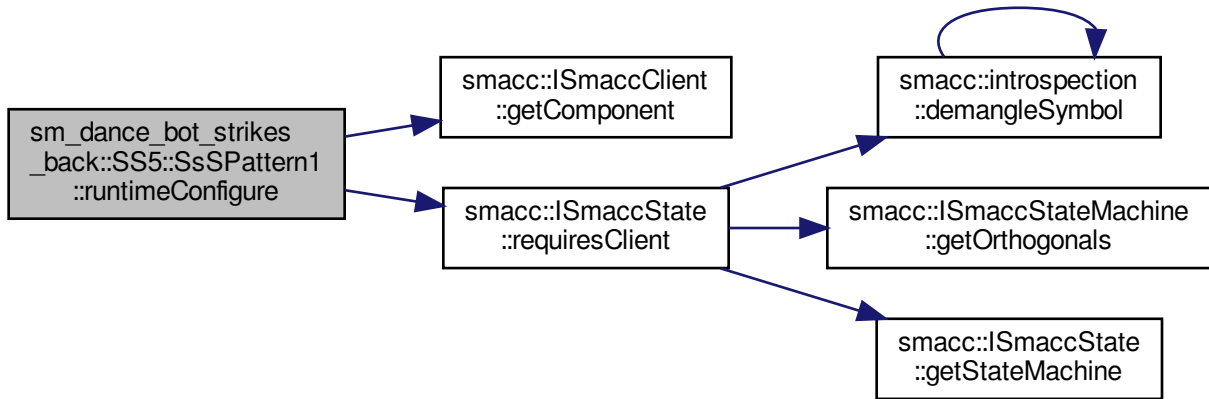 sm_dance_bot_strikes
_back::SS5::SsSPattern1
::runtimeConfigure
smacc::ISmaccClient
::getComponent
smacc::ISmaccState
::requiresClient
smacc::introspection
::demangleSymbol
smacc::ISmaccStateMachine
::getOrthogonals
smacc::ISmaccState
::getStateMachine